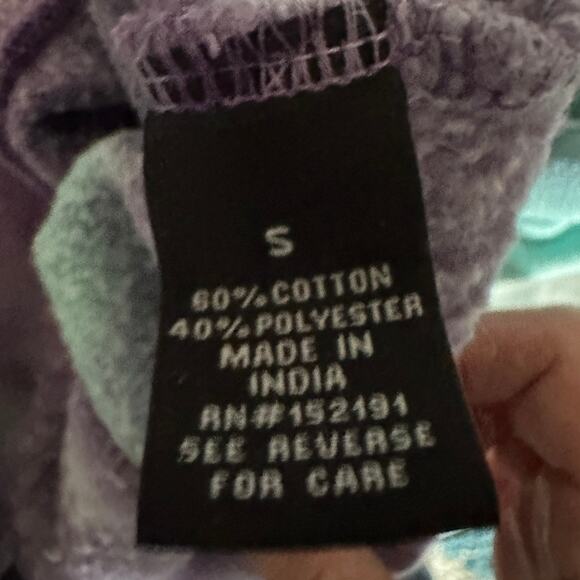 S
60% COTTON
40% POLYESTER
MADE IN
INDIA
RN#152191
SEE REVERSE
FOR CARE